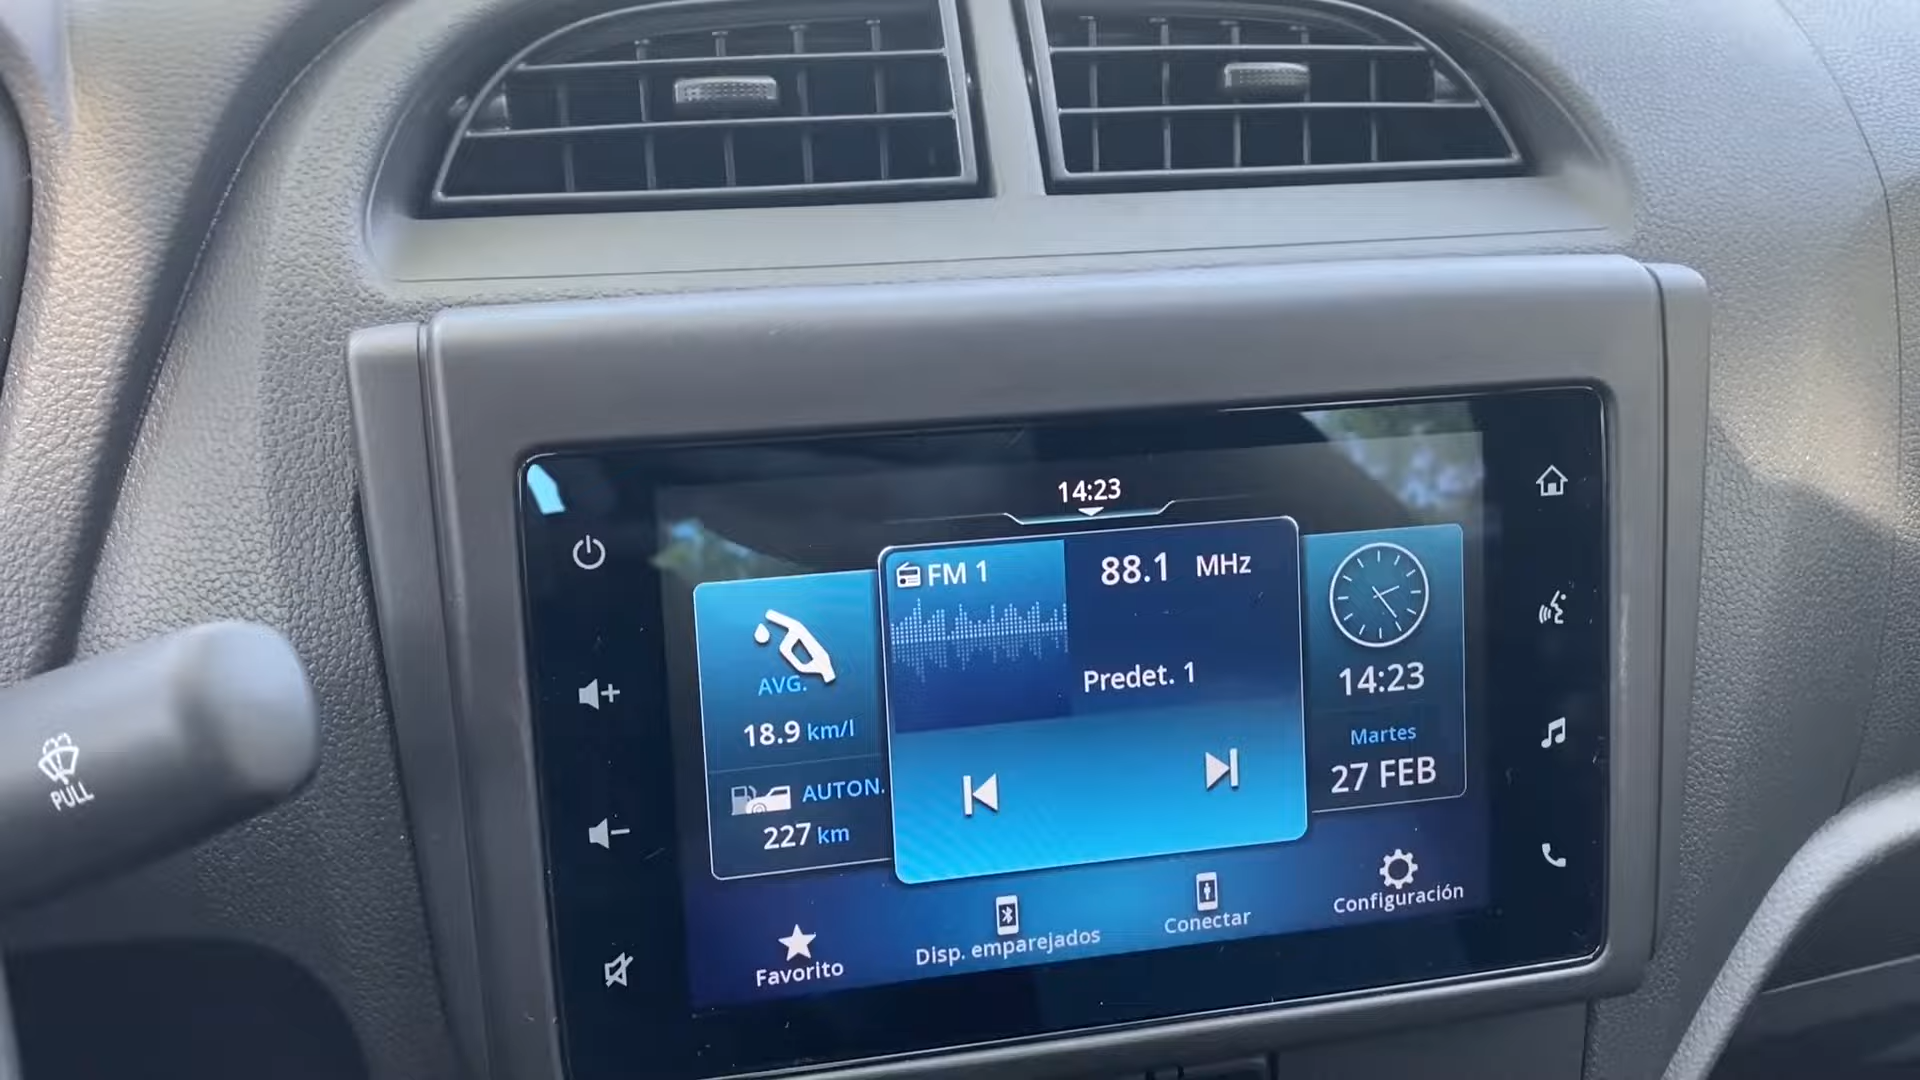 14:23
FM 1
88.1 MHz
Predet. 1
AVG.
18.9 km/l
AUTON.
227 km
14:23
Martes
27 FEB
Favorito
Disp. emparejados
Conectar
Configuración
PULL